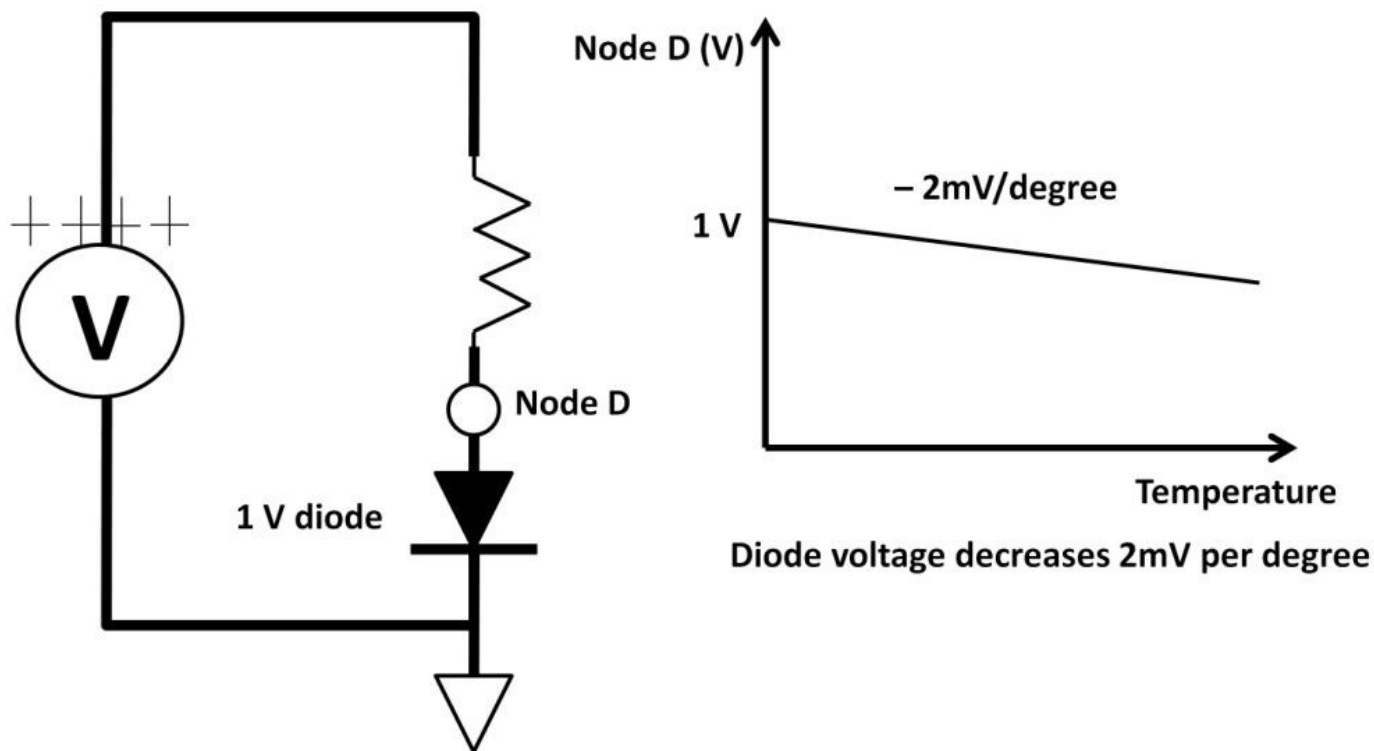 Node D (V)
– 2mV/degree
1 V
V
Node D
1 V diode
Temperature
Diode voltage decreases 2mV per degree